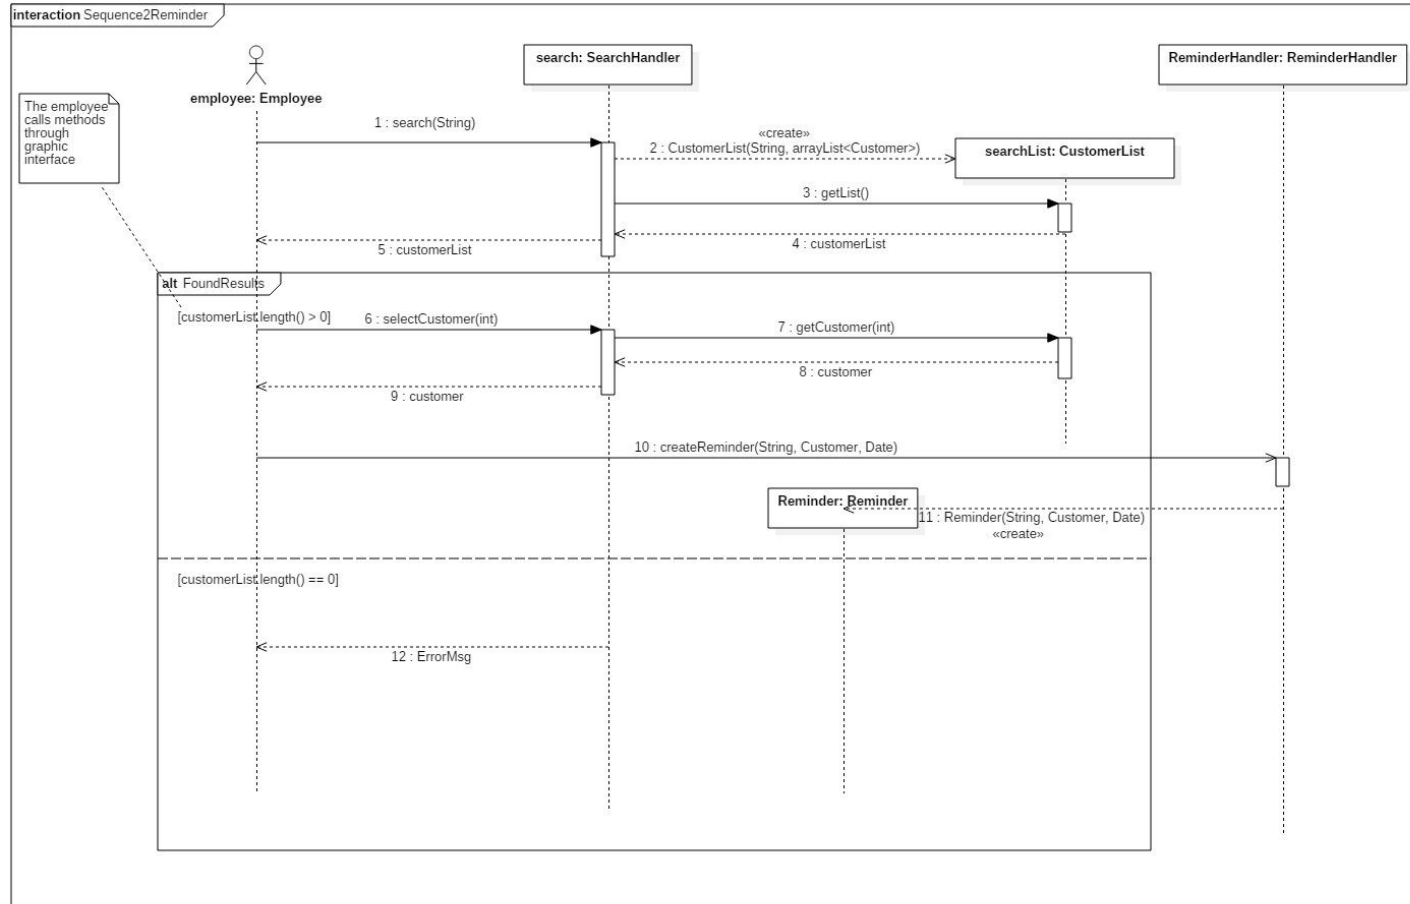 interaction Sequence2Reminder
search: SearchHandler
ReminderHandler: ReminderHandler
employee: Employee
The employee
calls methods
through
graphic
interface
1 : search(String)
«create»
2 : CustomerList(String, arrayList<Customer>)
searchList: CustomerList
3 : getList()
4 : customerList
5 : customerList
alt FoundResults
[customerList.length() > 0]
6 : selectCustomer(int)
7 : getCustomer(int)
8 : customer
9 : customer
10 : createReminder(String, Customer, Date)
Reminder: Reminder
11 : Reminder(String, Customer, Date)
«create»
[customerList.length() == 0]
12 : ErrorMsg